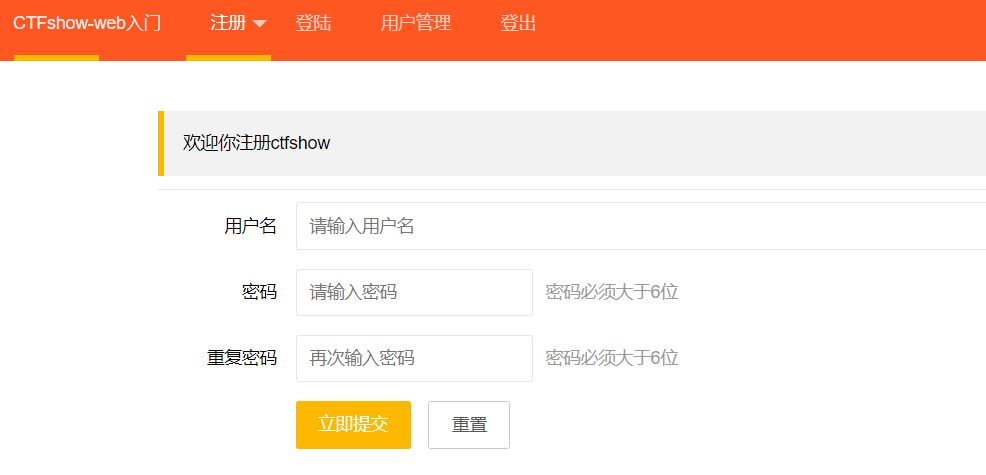 CTFshow-web入门 注册 登陆 用户管理 登出
欢迎你注册ctfshow
用户名 请输入用户名
密码 请输入密码 密码必须大于6位
重复密码 再次输入密码 密码必须大于6位
立即提交 重置